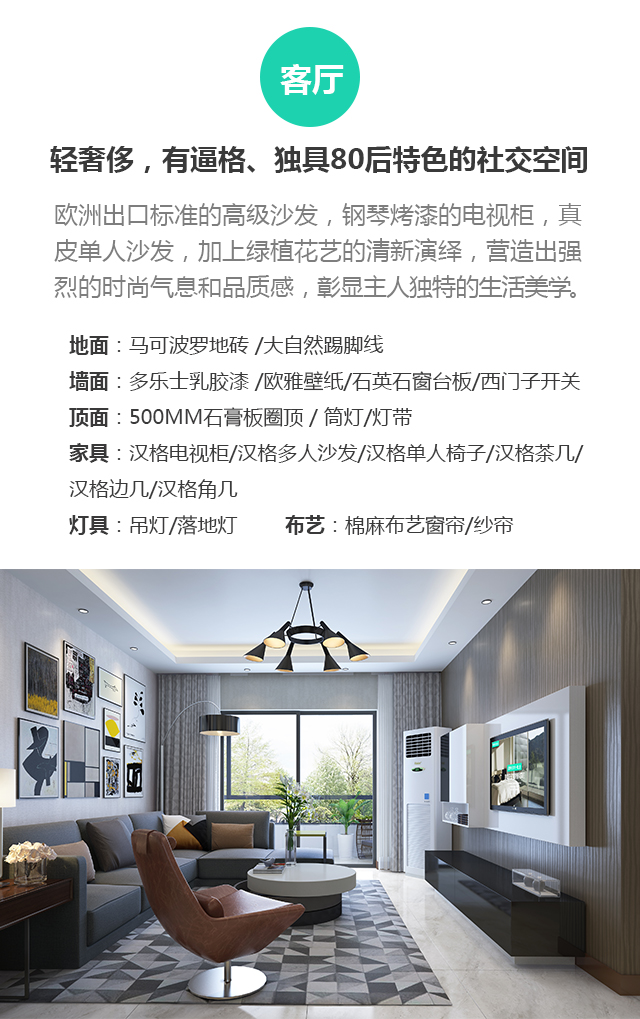 客厅
轻奢侈，有逼格、独具80后特色的社交空间
欧洲出口标准的高级沙发，钢琴烤漆的电视柜，真
皮单人沙发，加上绿植花艺的清新演绎，营造出强
烈的时尚气息和品质感，彰显主人独特的生活美学。
地面：马可波罗地砖 /大自然踢脚线
墙面：多乐士乳胶漆 /欧雅壁纸/石英石窗台板/西门子开关
顶面：500MM石膏板圈顶 / 筒灯/灯带
家具：汉格电视柜/汉格多人沙发/汉格单人椅子/汉格茶几/
汉格边几/汉格角几
灯具：吊灯/落地灯 布艺：棉麻布艺窗帘/纱帘